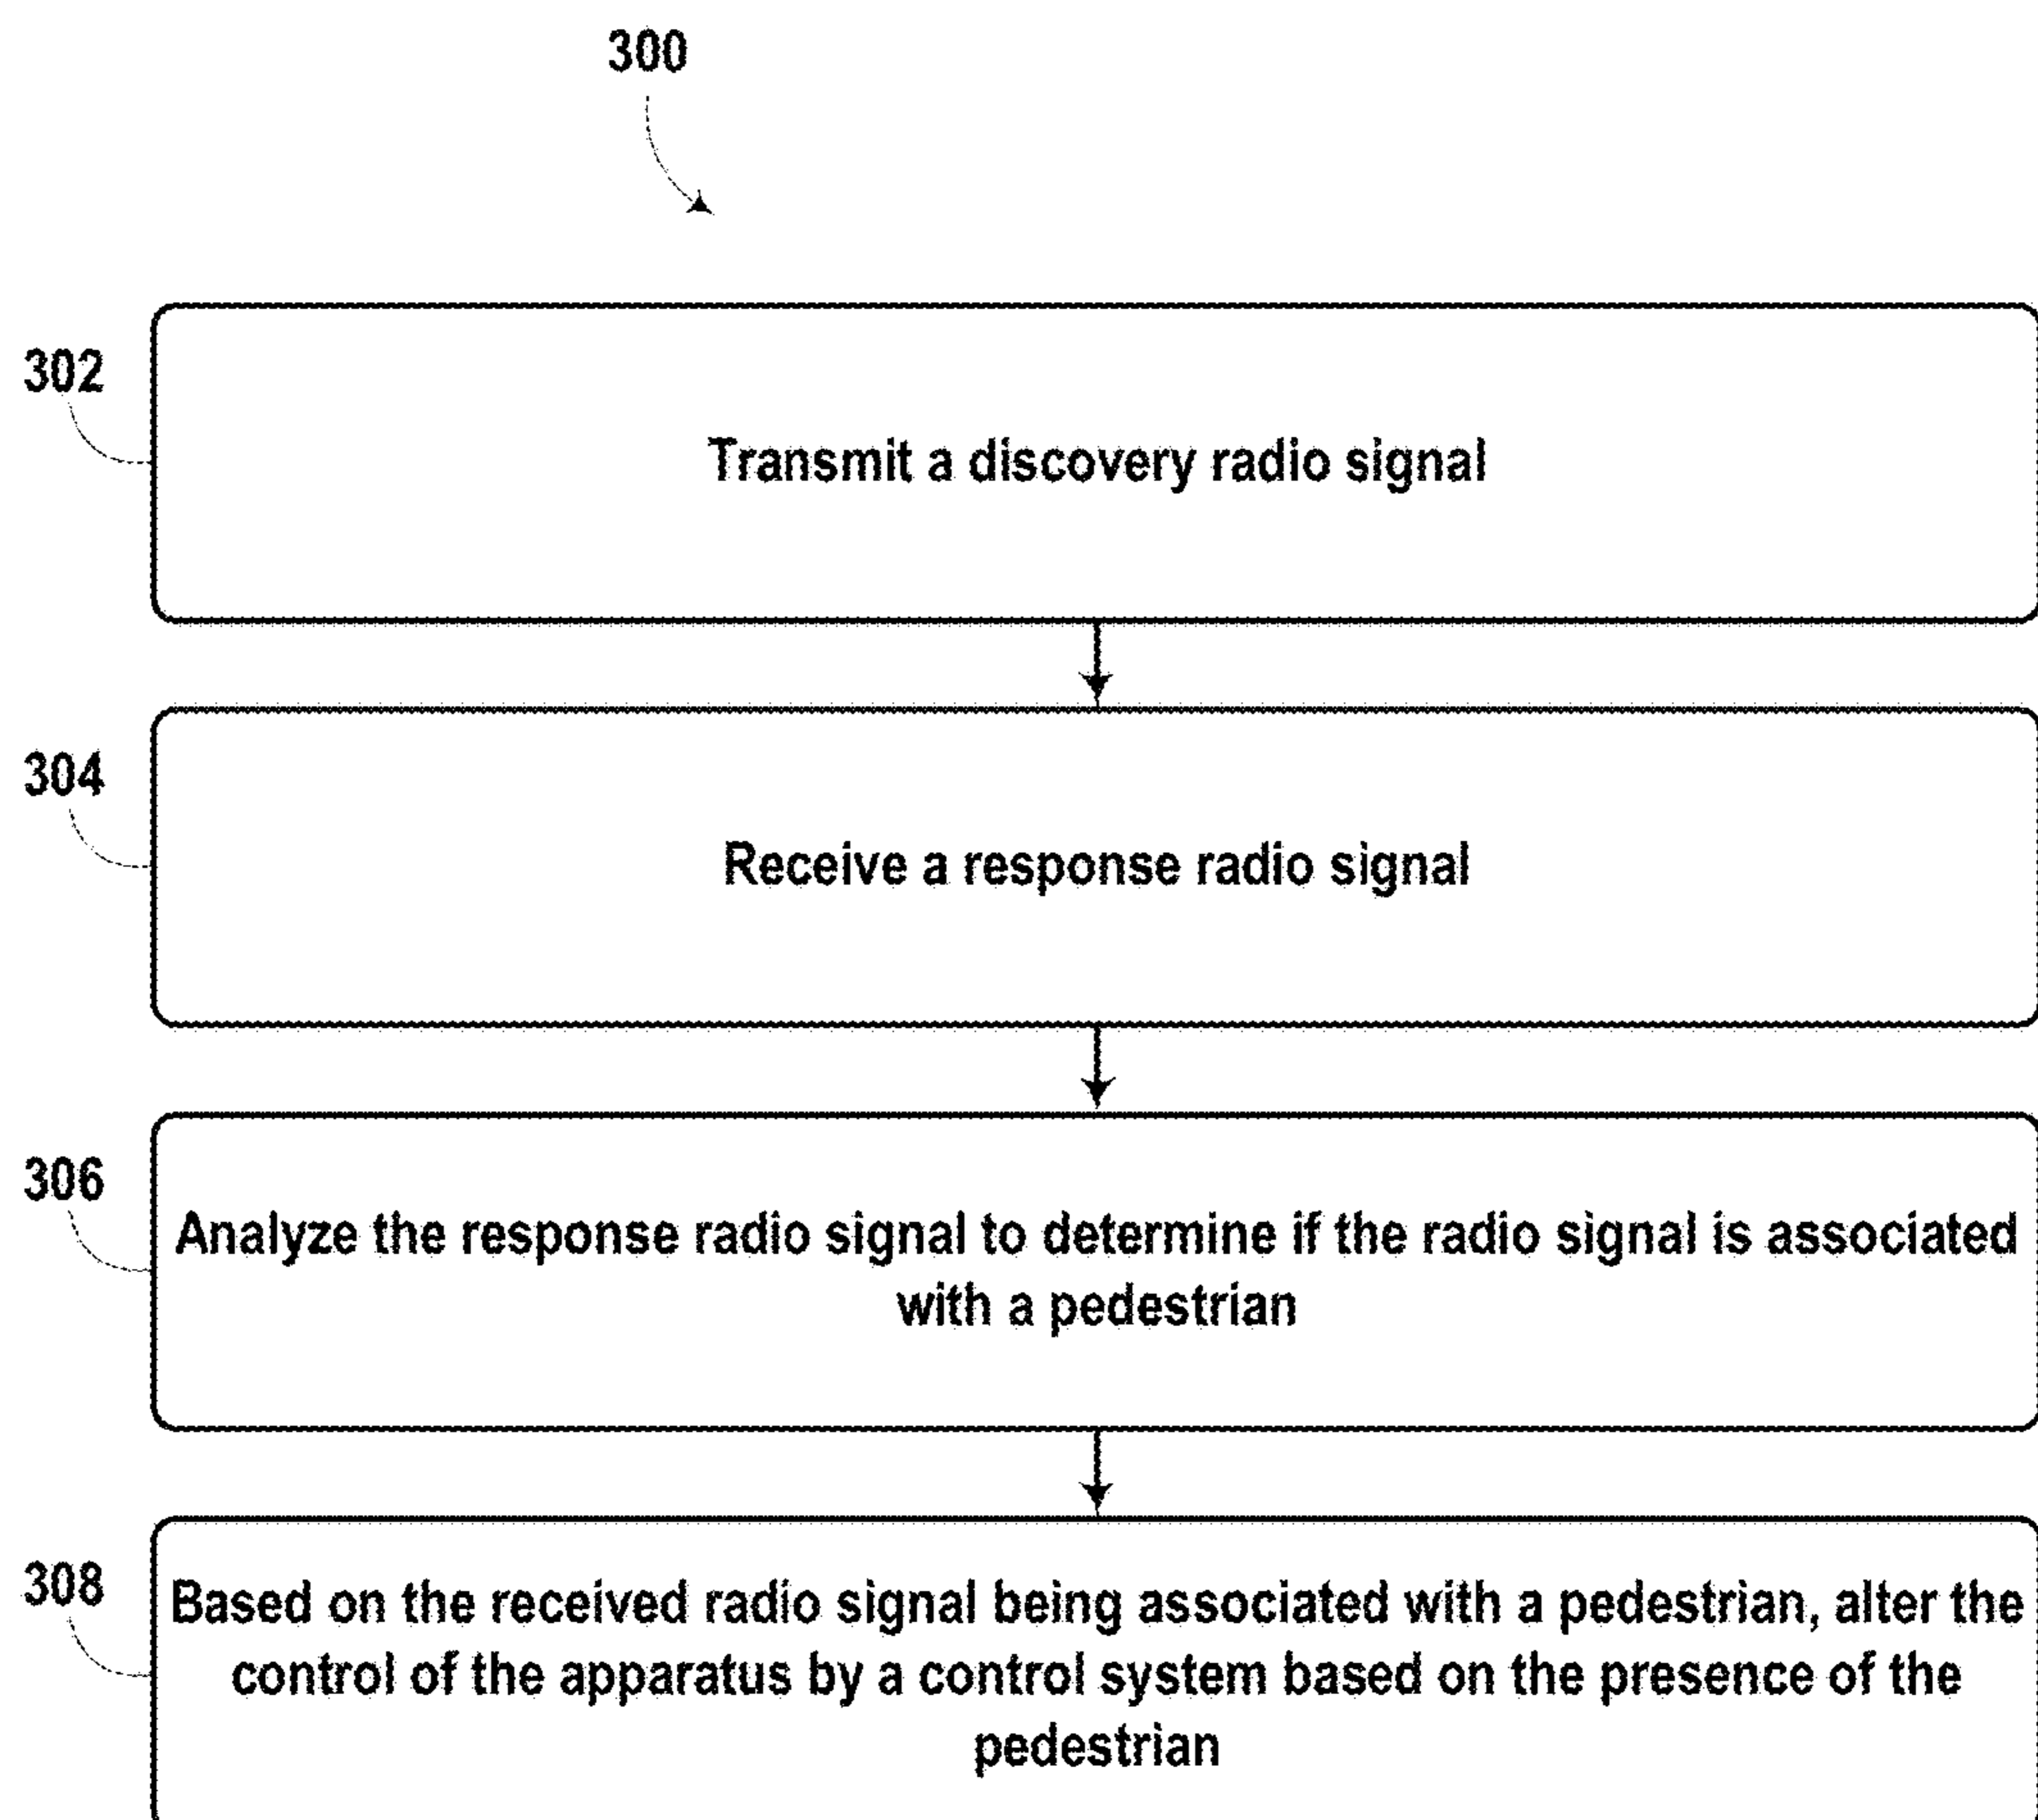 300
302
Transmit a discovery radio signal
304
Receive a response radio signal
306
Analyze the response radio signal to determine if the radio signal is associated
with a pedestrian
308
Based on the received radio signal being associated with a pedestrian, alter the
control of the apparatus by a control system based on the presence of the
pedestrian